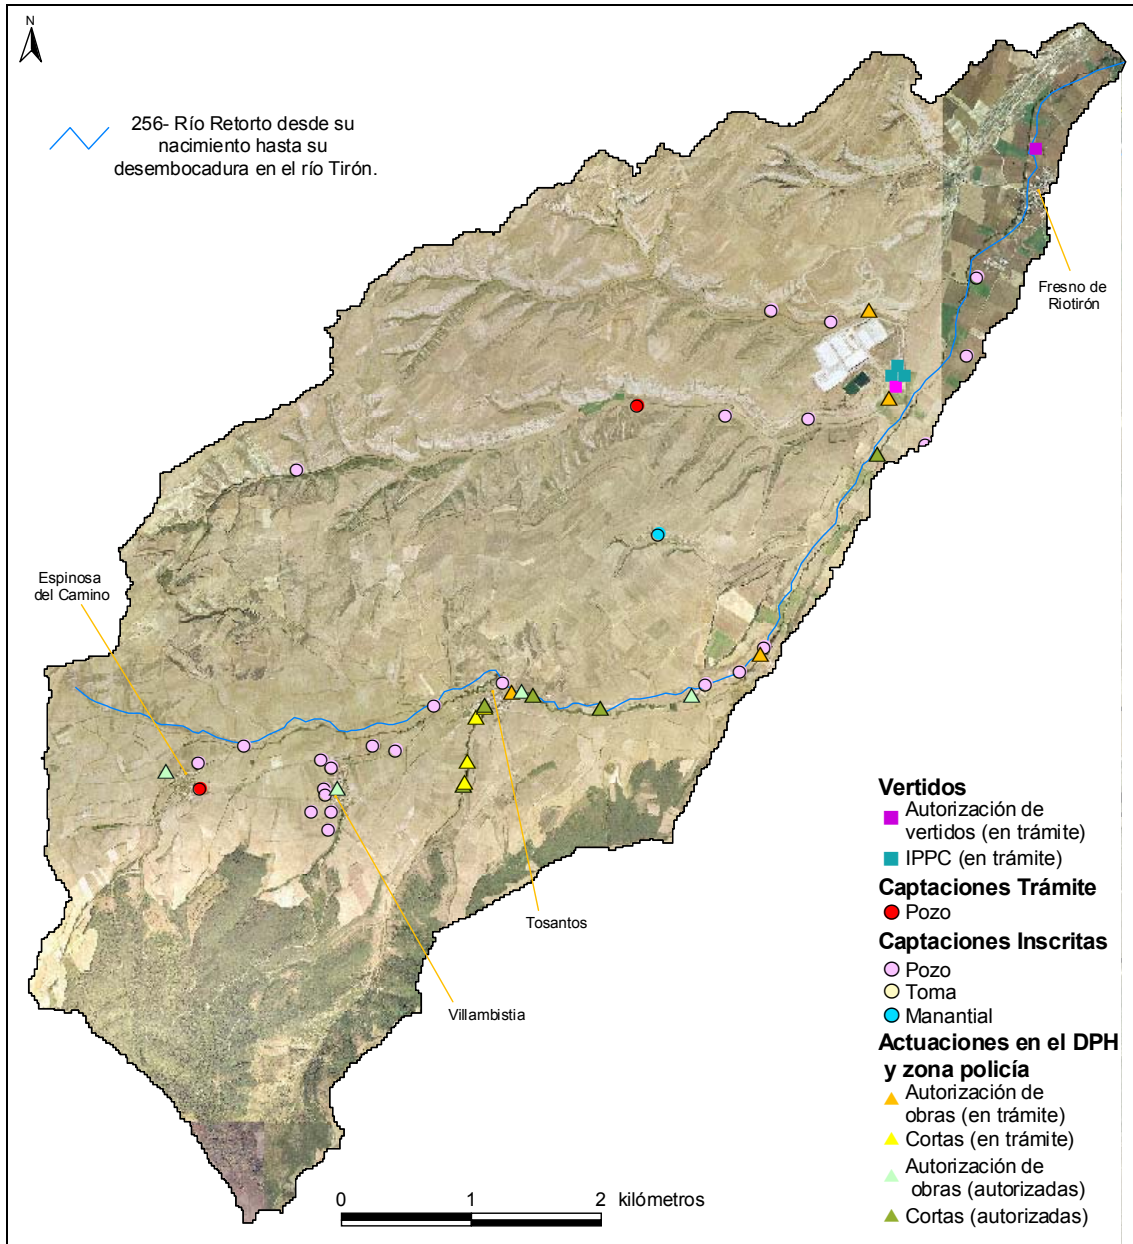 N
256- Río Retorto desde su
nacimiento hasta su
desembocadura en el río Tirón.
Fresno de
Riotirón
Espinosa
del Camino
Tosantos
Villambistia
Vertidos
Autorización de
vertidos (en trámite)
IPPC (en trámite)
Captaciones Trámite
Pozo
Captaciones Inscritas
Pozo
Toma
Manantial
Actuaciones en el DPH
y zona policía
Autorización de
obras (en trámite)
Cortas (en trámite)
Autorización de
obras (autorizadas)
Cortas (autorizadas)
0 1 2 kilómetros